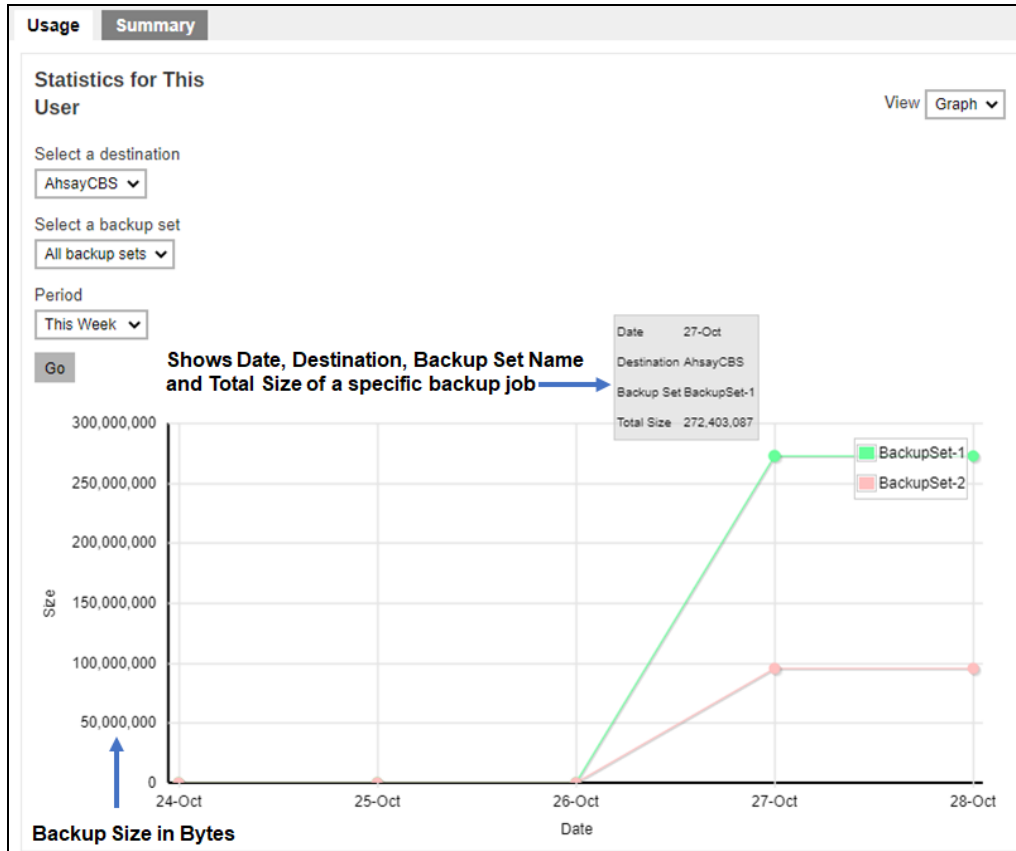 Usage
Summary
Statistics for This
User
View
Graph
Select a destination
AhsayCBS
Select a backup set
All backup sets
Period
This Week
Go
Shows Date, Destination, Backup Set Name
and Total Size of a specific backup job
Date 27-Oct
Destination AhsayCBS
Backup Set BackupSet-1
Total Size 272,403,087
BackupSet-1
BackupSet-2
300,000,000
250,000,000
200,000,000
150,000,000
100,000,000
50,000,000
0
Size
24-Oct
25-Oct
26-Oct
27-Oct
28-Oct
Date
Backup Size in Bytes